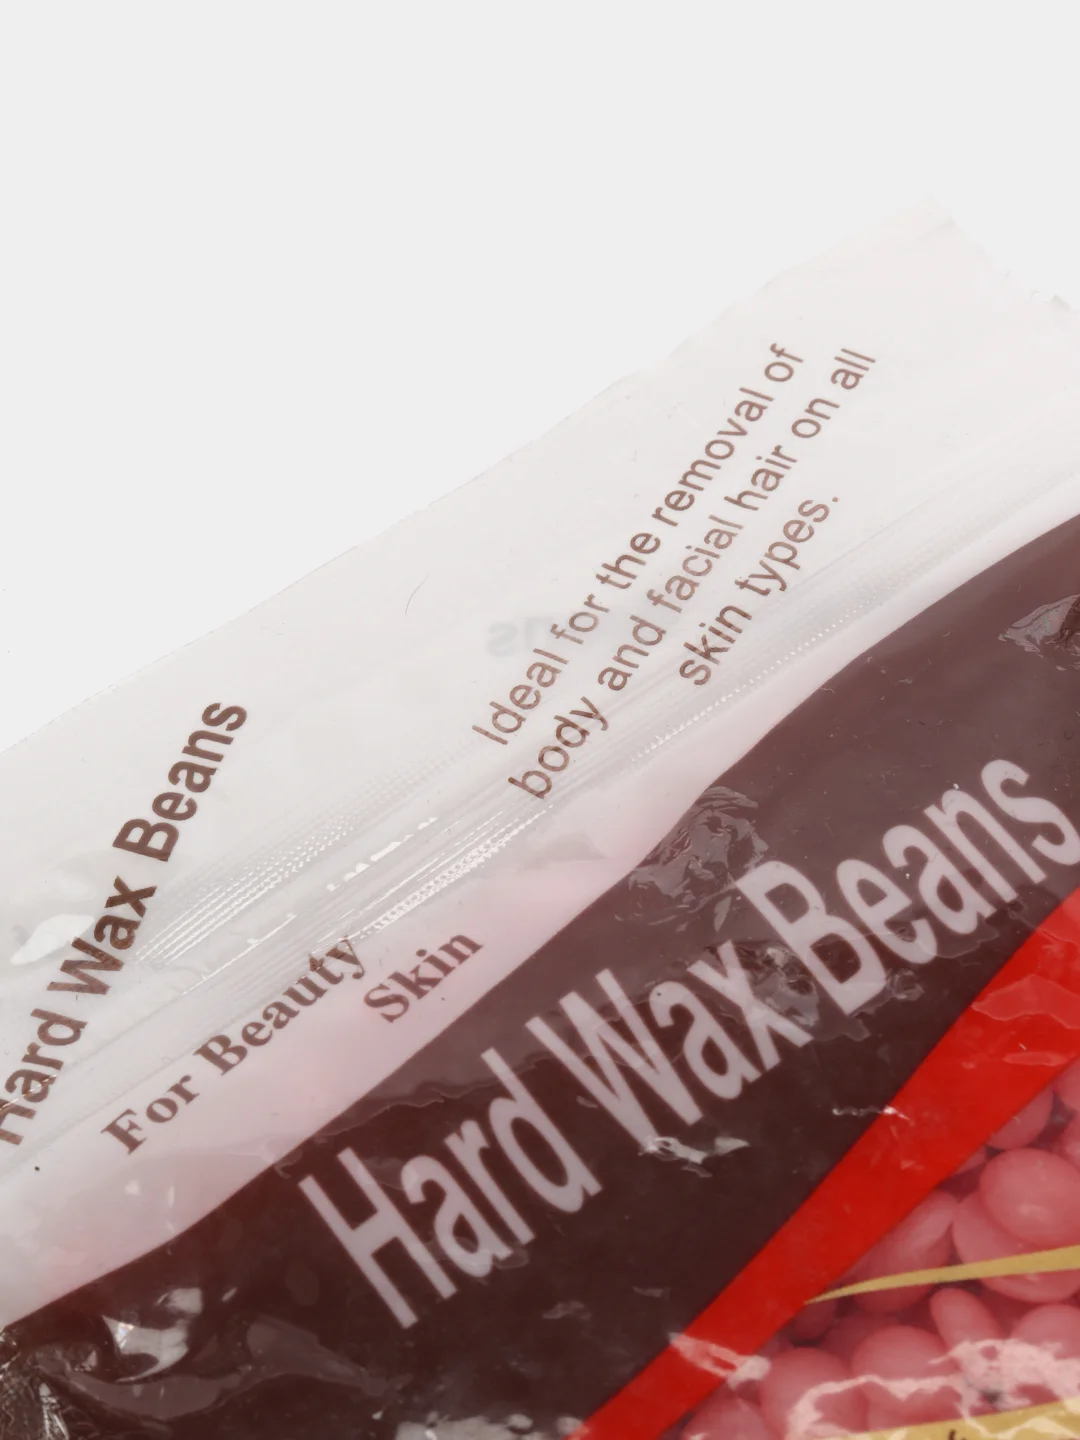 Ideal for the removal of
body and facial hair on all
skin types.
Hard Wax Beans
For Beauty
Skin
Hard Wax Beans